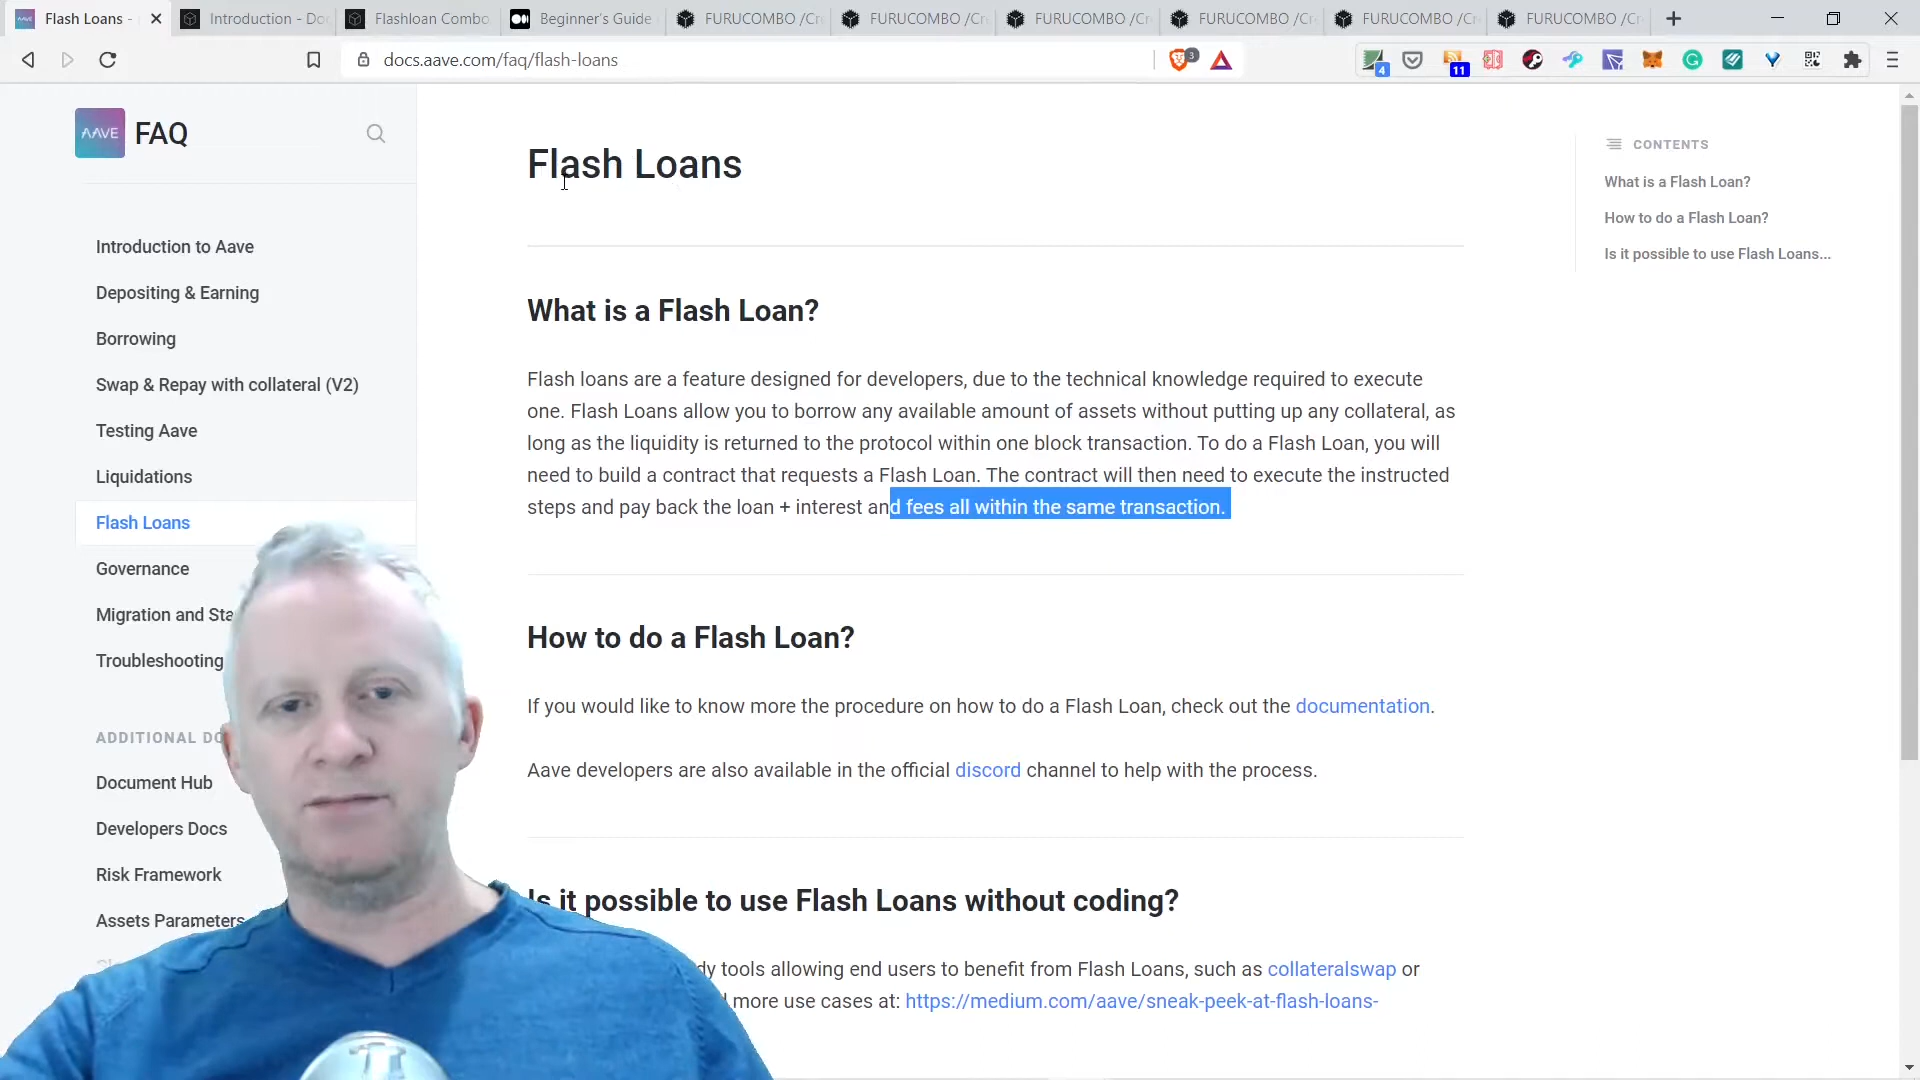 Flash Loans -
Introduction - Do
Flashloan Combo
Beginner's Guide
FURUCOMBO /Cr
FURUCOMBO /Cr
FURUCOMBO /Cr
FURUCOMBO /Cr
FURUCOMBO /Cr
FURUCOMBO /Cr
docs.aave.com/faq/flash-loans
3
4
11
AAVE
FAQ
Introduction to Aave
Depositing & Earning
Borrowing
Swap & Repay with collateral (V2)
Testing Aave
Liquidations
Flash Loans
Governance
Migration and Sta
Troubleshooting
ADDITIONAL DO
Document Hub
Developers Docs
Risk Framework
Assets Parameters
Flash Loans
What is a Flash Loan?
Flash loans are a feature designed for developers, due to the technical knowledge required to execute
one. Flash Loans allow you to borrow any available amount of assets without putting up any collateral, as
long as the liquidity is returned to the protocol within one block transaction. To do a Flash Loan, you will
need to build a contract that requests a Flash Loan. The contract will then need to execute the instructed
steps and pay back the loan + interest and fees all within the same transaction.
How to do a Flash Loan?
If you would like to know more the procedure on how to do a Flash Loan, check out the documentation.
Aave developers are also available in the official discord channel to help with the process.
Is it possible to use Flash Loans without coding?
dy tools allowing end users to benefit from Flash Loans, such as collateralswap or
more use cases at: https://medium.com/aave/sneak-peek-at-flash-loans-
CONTENTS
What is a Flash Loan?
How to do a Flash Loan?
Is it possible to use Flash Loans...